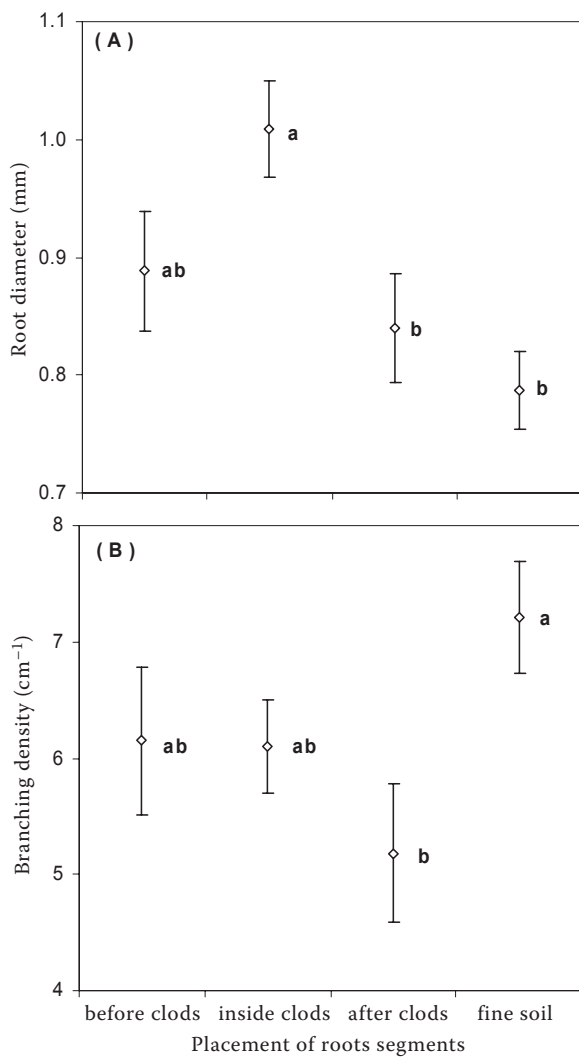 ( A )
Root diameter (mm)
1.1
1.0
0.9
0.8
0.7
ab
a
b
b
( B )
Branching density (cm⁻¹)
8
7
6
5
4
ab
ab
b
a
before clods inside clods after clods fine soil
Placement of roots segments